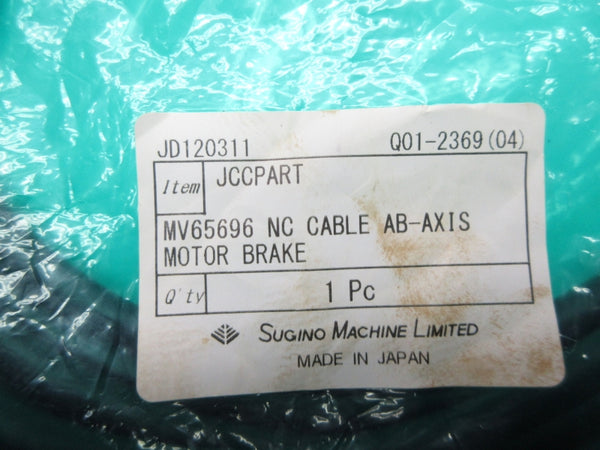 JD120311 Q01-2369(04)
Item JCCPART
MV65696 NC CABLE AB-AXIS
MOTOR BRAKE
Q'ty 1 Pc
SUGINO MACHINE LIMITED
MADE IN JAPAN